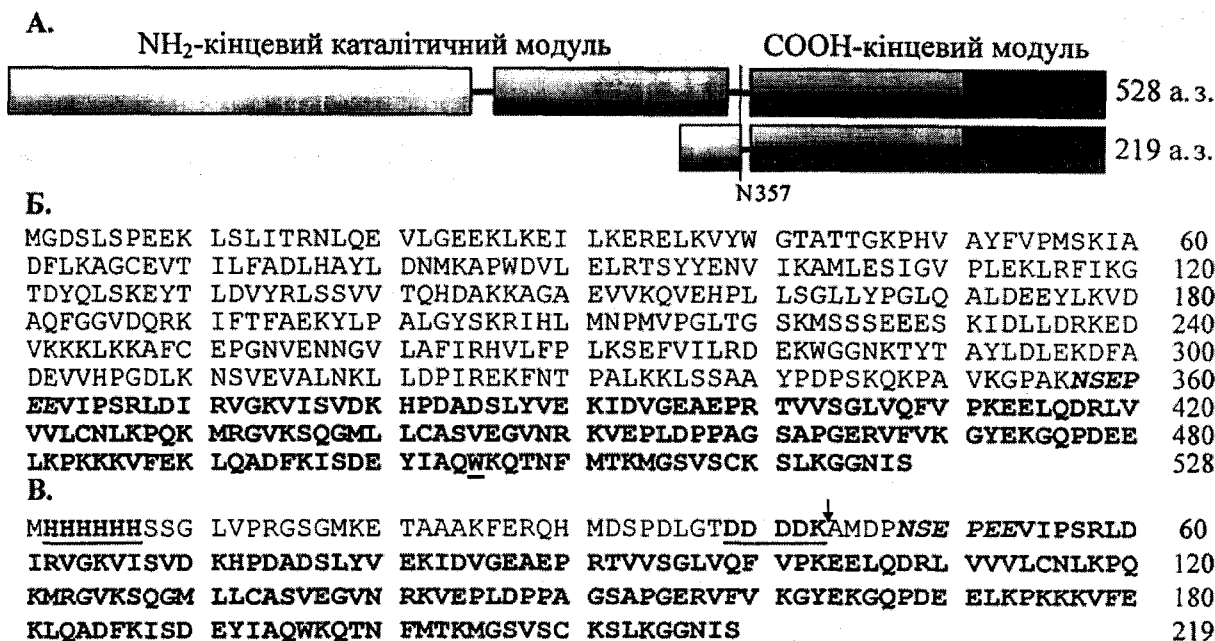 А.
NH₂-кінцевий каталітичний модуль COOH-кінцевий модуль
528 а.з.
219 а.з.
N357
Б.
MGDSLSPEEK LSLITRNLQE VLGEEKLKEI LKERELKVYW GTATTGKPHV AYFVPMSKIA 60
DFLKAGCEVT ILFADLHAYL DNMKAPWDVL ELRTSYYENV IKAMLESIGV PLEKLRFIKG 120
TDYQLSKEYT LDVYRLSSVV TQHDAKKAGA EVVKQVEHPL LSGLLYPGLQ ALDEEYLKVD 180
AQFGGVDQRK IFTFAEKYLP ALGYSKRIHL MNPMVPGLTG SKMSSSEEES KIDLLDRKED 240
VKKKLKKAFC EPGNVENNGV LAFIRHVLFP LKSEFVILRD EKWGGNKTYT AYLDLEKDFA 300
DEVVHPGDLK NSVEVALNKL LDPIREKFNT PALKKLSSAA YPDPSKQKPA VKGPAKNSEP 360
EEVIPSRLDI RVGKVISVDK HPDADSLYVE KIDVGEAEPR TVVSGLVQFV PKEELQDRLV 420
VVLCNLKPQK MRGVKSQGML LCASVEGVNR KVEPLDPPAG SAPGERVFVK GYEKGQPDEE 480
LKPKKKVFEK LQADFKISDE YIAQWKQTNF MTKMGSVSCK SLKGGNIS 528
В.
MHHHHHHSSG LVPRGSGMKE TAAAKFERQH MDSPDLGTDD DDKAMDPNSE PEEVIPSRLD 60
IRVGKVISVD KHPDADSLYV EKIDVGEAEP RTVVSGLVQF VPKEELQDRL VVVLCNLKPQ 120
KMRGVKSQGM LLCASVEGVN RKVEPLDPPA GSAPGERVFV KGYEKGQPDE ELKPKKKVFE 180
KLQADFKISD EYIAQWKQTN FMTKMGSVSC KSLKGGNIS 219